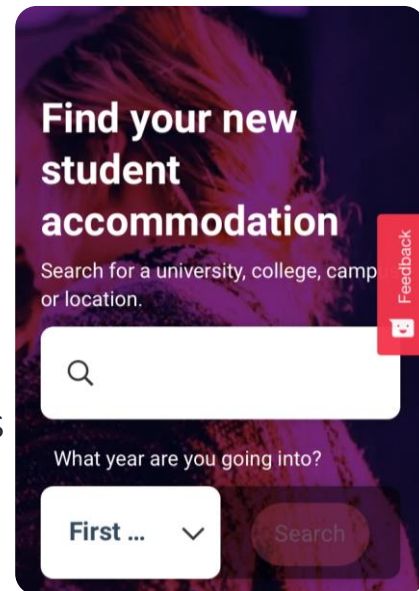 Find your new
student
accommodation
Search for a university, college, camp
or location.
Feedback
What year are you going into?
First ...
Search
s